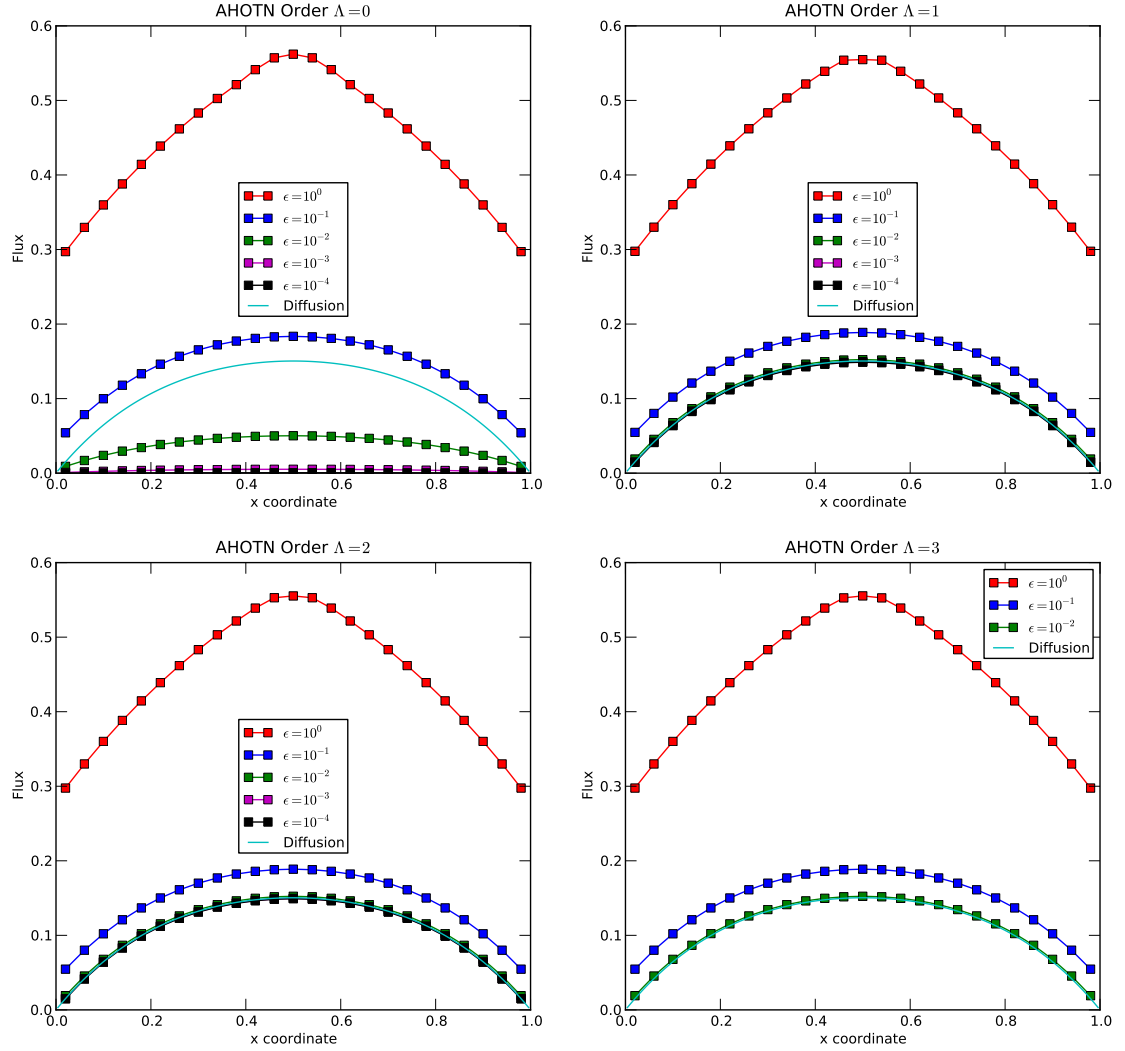 AHOTN Order Λ=0
0.6
0.5
0.4
0.3
0.2
0.1
0.0
Flux
ϵ=10⁰
ϵ=10⁻¹
ϵ=10⁻²
ϵ=10⁻³
ϵ=10⁻⁴
Diffusion
0.0 0.2 0.4 0.6 0.8 1.0
x coordinate
AHOTN Order Λ=1
0.6
0.5
0.4
0.3
0.2
0.1
0.0
Flux
ϵ=10⁰
ϵ=10⁻¹
ϵ=10⁻²
ϵ=10⁻³
ϵ=10⁻⁴
Diffusion
0.0 0.2 0.4 0.6 0.8 1.0
x coordinate
AHOTN Order Λ=2
0.6
0.5
0.4
0.3
0.2
0.1
0.0
Flux
ϵ=10⁰
ϵ=10⁻¹
ϵ=10⁻²
ϵ=10⁻³
ϵ=10⁻⁴
Diffusion
0.0 0.2 0.4 0.6 0.8 1.0
x coordinate
AHOTN Order Λ=3
0.6
0.5
0.4
0.3
0.2
0.1
0.0
Flux
ϵ=10⁰
ϵ=10⁻¹
ϵ=10⁻²
Diffusion
0.0 0.2 0.4 0.6 0.8 1.0
x coordinate